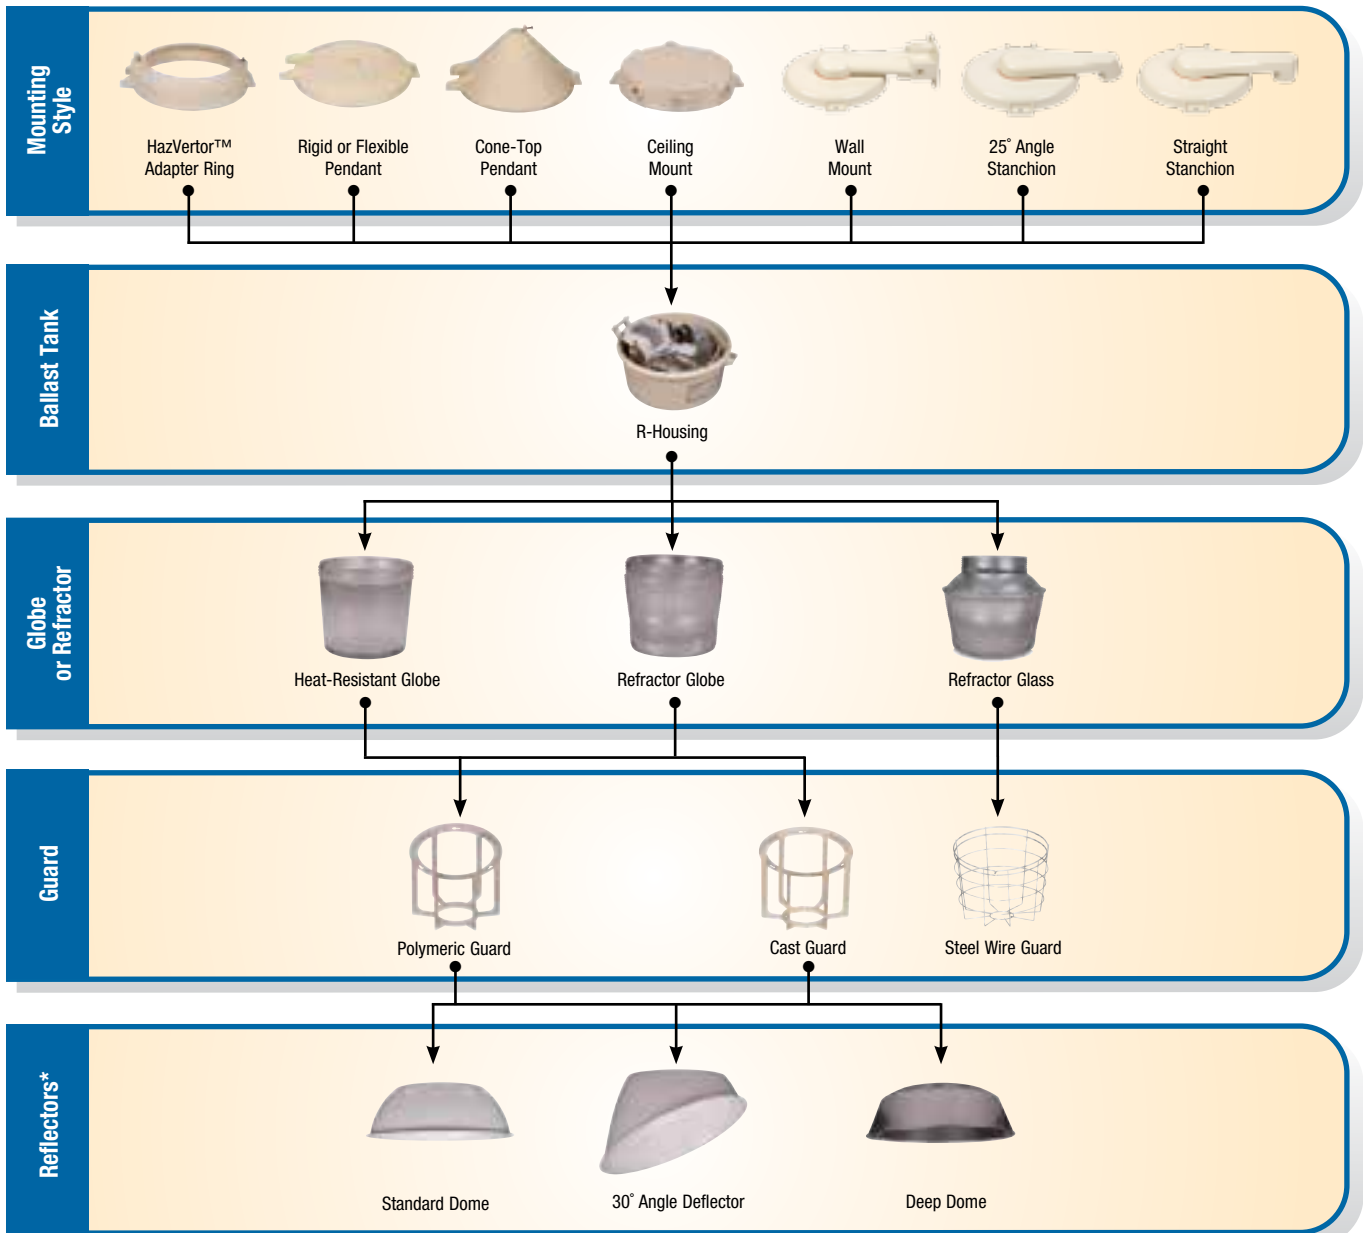 Mounting
Style
HazVertor™
Adapter Ring
Rigid or Flexible
Pendant
Cone-Top
Pendant
Ceiling
Mount
Wall
Mount
25° Angle
Stanchion
Straight
Stanchion
Ballast Tank
R-Housing
Globe
or Refractor
Heat-Resistant Globe
Refractor Globe
Refractor Glass
Guard
Polymeric Guard
Cast Guard
Steel Wire Guard
Reflectors*
Standard Dome
30° Angle Deflector
Deep Dome